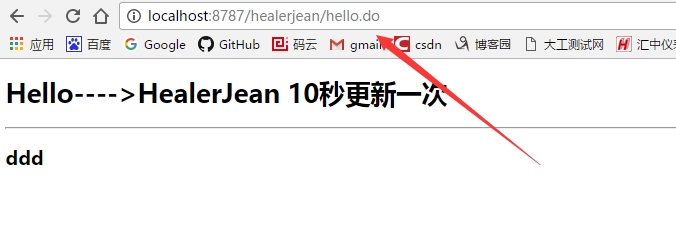 localhost:8787/healerjean/hello.do
应用 百度 Google GitHub 码云 gmail csdn 博客园 大工测试网 汇中仪表
Hello---->HealerJean 10秒更新一次
ddd